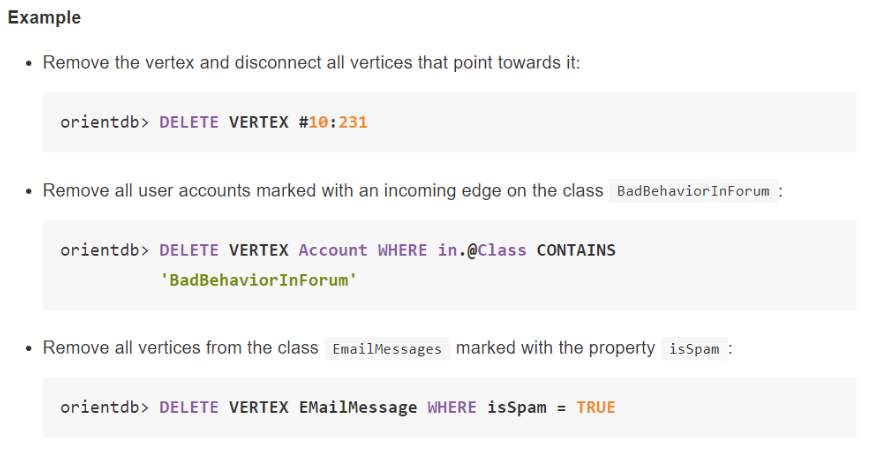 Example
• Remove the vertex and disconnect all vertices that point towards it:
orientdb> DELETE VERTEX #10:231
• Remove all user accounts marked with an incoming edge on the class BadBehaviorInForum :
orientdb> DELETE VERTEX Account WHERE in.@Class CONTAINS
'BadBehaviorInForum'
• Remove all vertices from the class EmailMessages marked with the property isSpam :
orientdb> DELETE VERTEX EMailMessage WHERE isSpam = TRUE